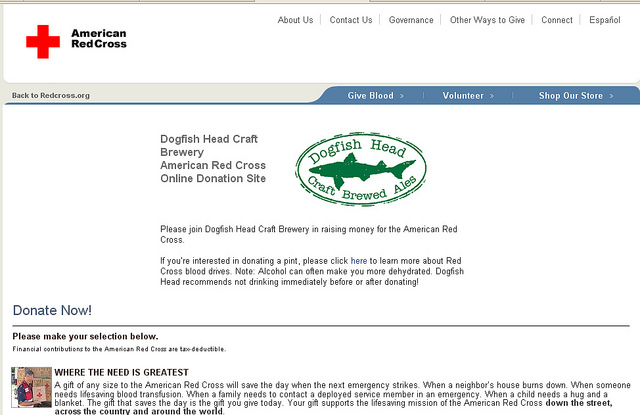 About Us | Contact Us | Governance | Other Ways to Give | Connect | Español
American
Red Cross
Back to Redcross.org
Give Blood » | Volunteer » | Shop Our Store »
Dogfish Head Craft
Brewery
American Red Cross
Online Donation Site
Dogfish Head
Craft Brewed Ales
Please join Dogfish Head Craft Brewery in raising money for the American Red
Cross.
If you're interested in donating a pint, please click here to learn more about Red
Cross blood drives. Note: Alcohol can often make you more dehydrated. Dogfish
Head recommends not drinking immediately before or after donating!
Donate Now!
Please make your selection below.
Financial contributions to the American Red Cross are tax-deductible.
WHERE THE NEED IS GREATEST
A gift of any size to the American Red Cross will save the day when the next emergency strikes. When a neighbor's house burns down. When someone
needs lifesaving blood transfusion. When a family needs to contact a deployed service member in an emergency. When a child needs a hug and a
blanket. The gift that saves the day is the gift you give today. Your gift supports the lifesaving mission of the American Red Cross down the street,
across the country and around the world.